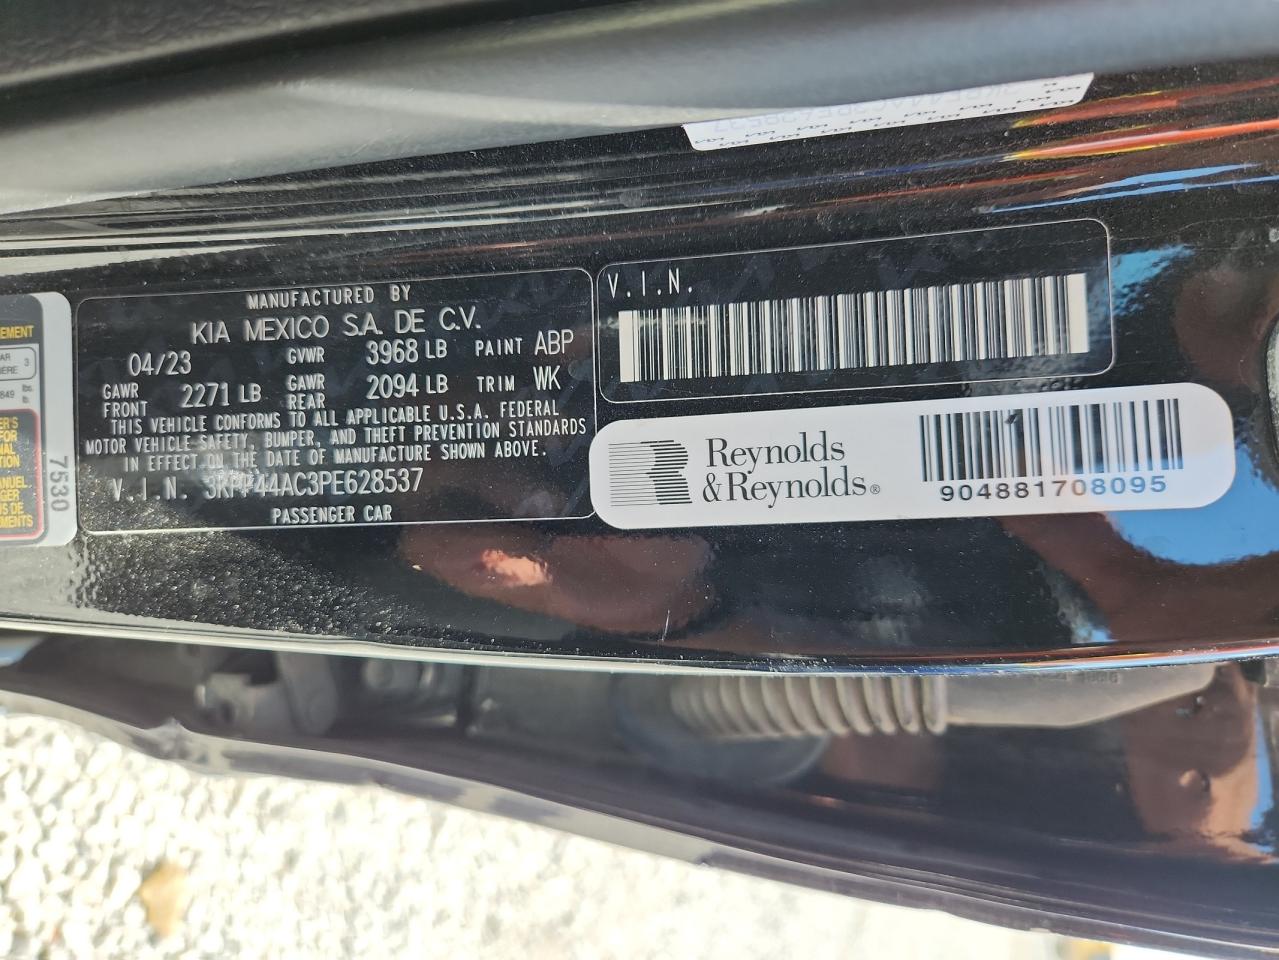 MANUFACTURED BY
KIA MEXICO S.A. DE C.V.
04/23 GVWR 3968 LB PAINT ABP
GAWR FRONT 2271 LB GAWR REAR 2094 LB TRIM WK
THIS VEHICLE CONFORMS TO ALL APPLICABLE U.S.A. FEDERAL
MOTOR VEHICLE SAFETY, BUMPER, AND THEFT PREVENTION STANDARDS
IN EFFECT ON THE DATE OF MANUFACTURE SHOWN ABOVE.
V.I.N. 3KPF44AC3PE628537
PASSENGER CAR
V.I.N.
Reynolds
& Reynolds®
904881708095
7530